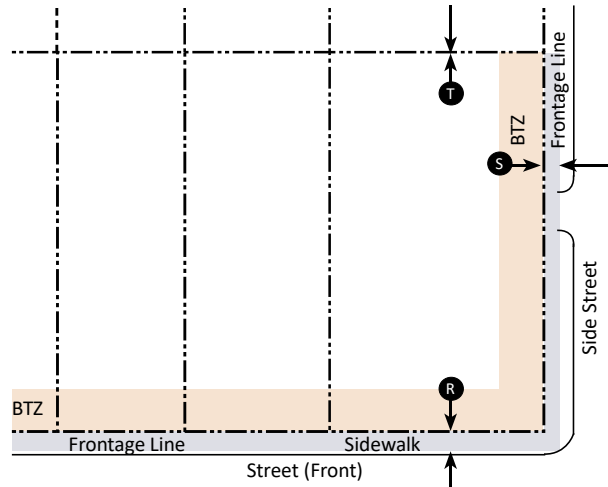 T
BTZ
Frontage Line
S
Side Street
R
BTZ
Frontage Line
Sidewalk
Street (Front)